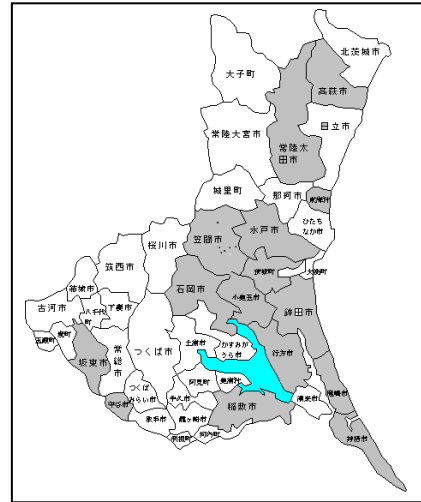 北茨城市
大子町
高萩市
日立市
常陸大宮市
常陸太
田市
城里町
那珂市
東海村
ひたち
なか市
水戸市
笠間市
桜川市
茨城町
大洗町
筑西市
石岡市
小美玉市
鉾田市
結城市
古河市
八千代
町
下妻市
つくば市
土浦市
かすみが
うら市
行方市
五霞町
境町
坂東市
常総市
阿見町
美浦村
つくば
みらい市
牛久市
稲敷市
潮来市
鹿嶋市
守谷市
取手市
龍ヶ崎市
利根町
河内町
神栖市